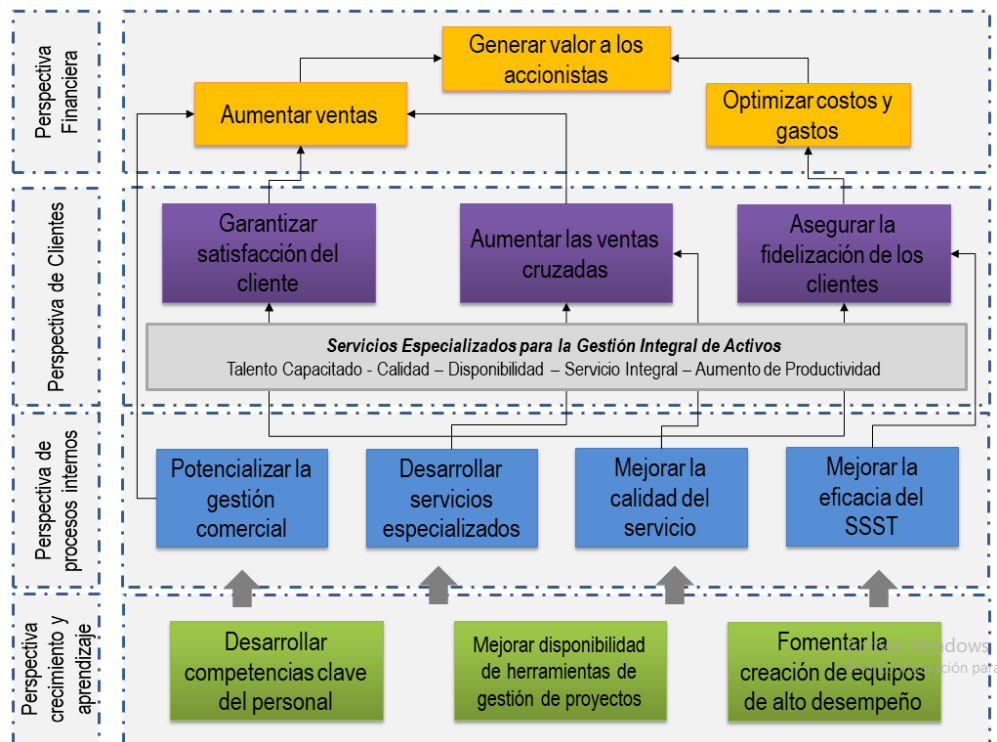 Perspectiva
Financiera
Generar valor a los
accionistas
Aumentar ventas
Optimizar costos y
gastos
Perspectiva de Clientes
Garantizar
satisfacción del
cliente
Aumentar las ventas
cruzadas
Asegurar la
fidelización de los
clientes
Servicios Especializados para la Gestión Integral de Activos
Talento Capacitado - Calidad – Disponibilidad – Servicio Integral – Aumento de Productividad
Perspectiva de
procesos internos
Potencializar la
gestión
comercial
Desarrollar
servicios
especializados
Mejorar la
calidad del
servicio
Mejorar la
eficacia del
SSST
Perspectiva
crecimiento y
aprendizaje
Desarrollar
competencias clave
del personal
Mejorar disponibilidad
de herramientas de
gestión de proyectos
Fomentar la
creación de equipos
de alto desempeño
Windows
para